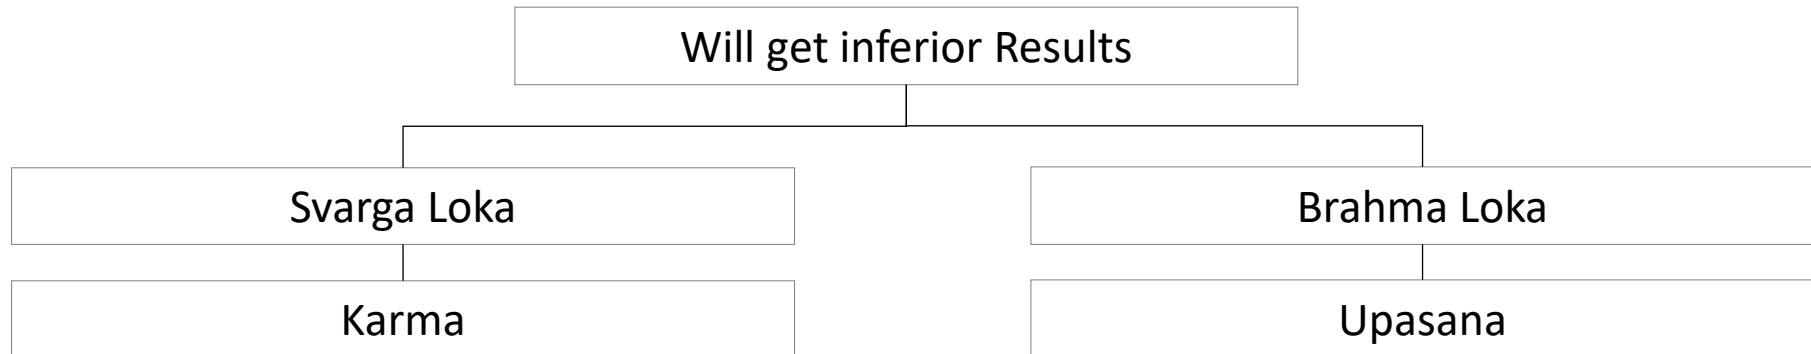 Will get inferior Results
Svarga Loka
Brahma Loka
Karma
Upasana